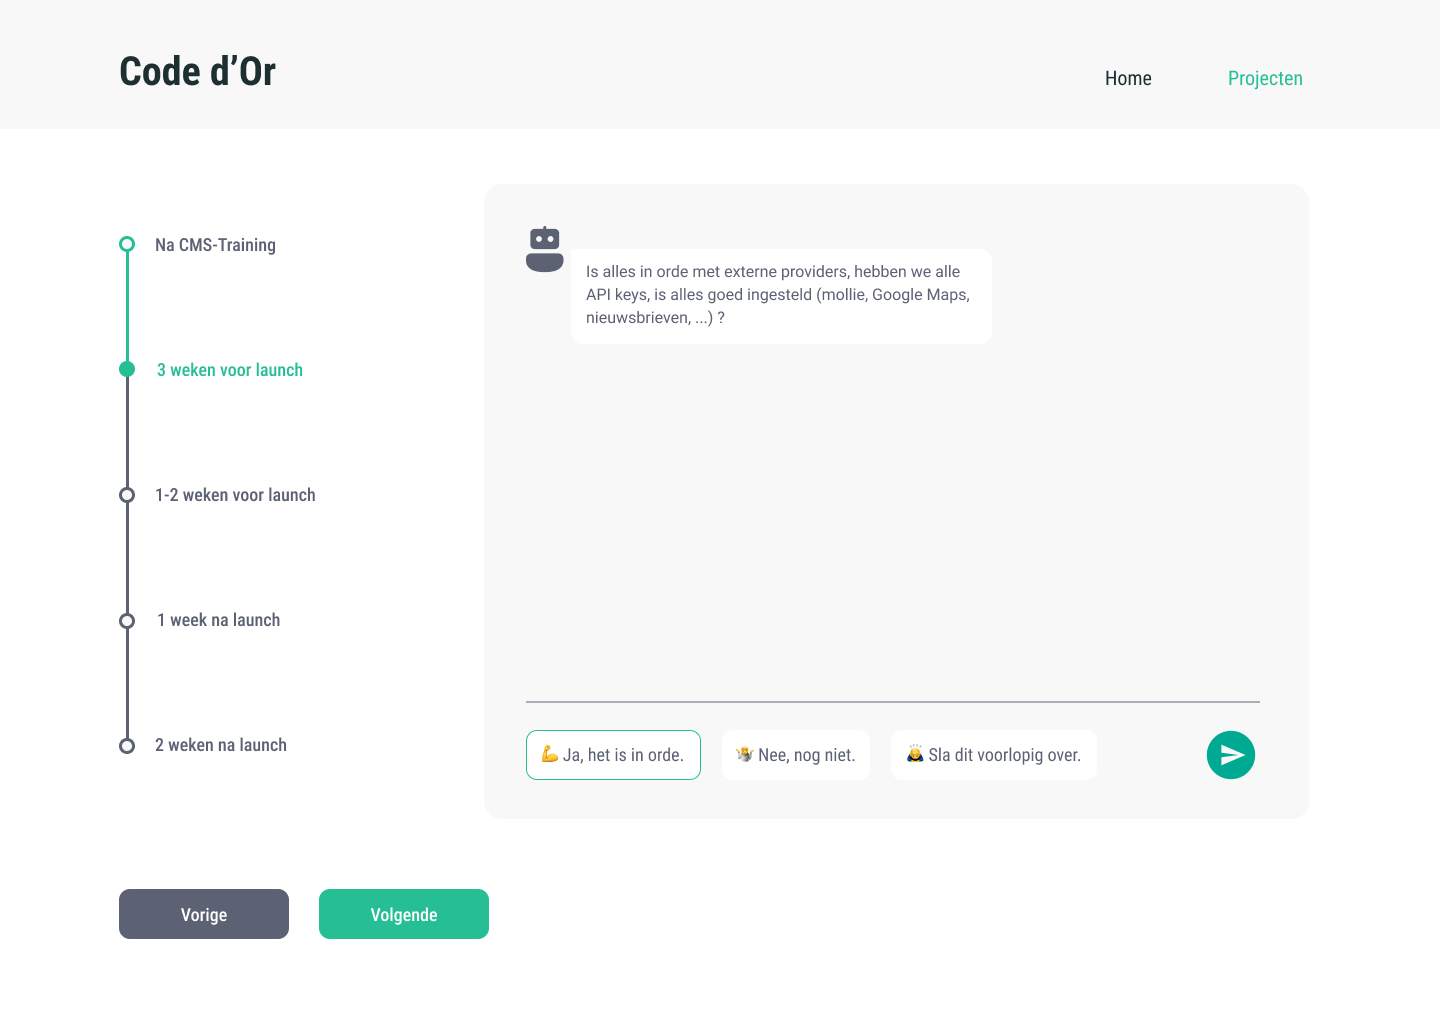 Code d’Or
Home
Projecten
Na CMS-Training
3 weken voor launch
1-2 weken voor launch
1 week na launch
2 weken na launch
Is alles in orde met externe providers, hebben we alle
API keys, is alles goed ingesteld (mollie, Google Maps,
nieuwsbrieven, ...) ?
💪 Ja, het is in orde.
🤷 Nee, nog niet.
🙇 Sla dit voorlopig over.
Vorige
Volgende